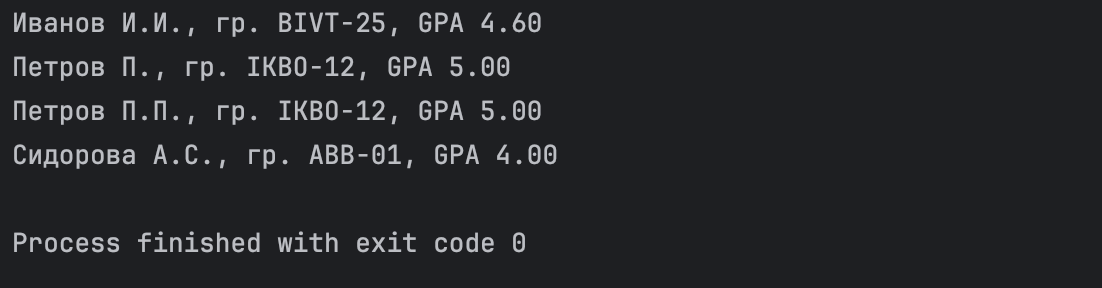 Иванов И.И., гр. BIVT-25, GPA 4.60
Петров П., гр. IKBO-12, GPA 5.00
Петров П.П., гр. IKBO-12, GPA 5.00
Сидорова А.С., гр. ABB-01, GPA 4.00
Process finished with exit code 0